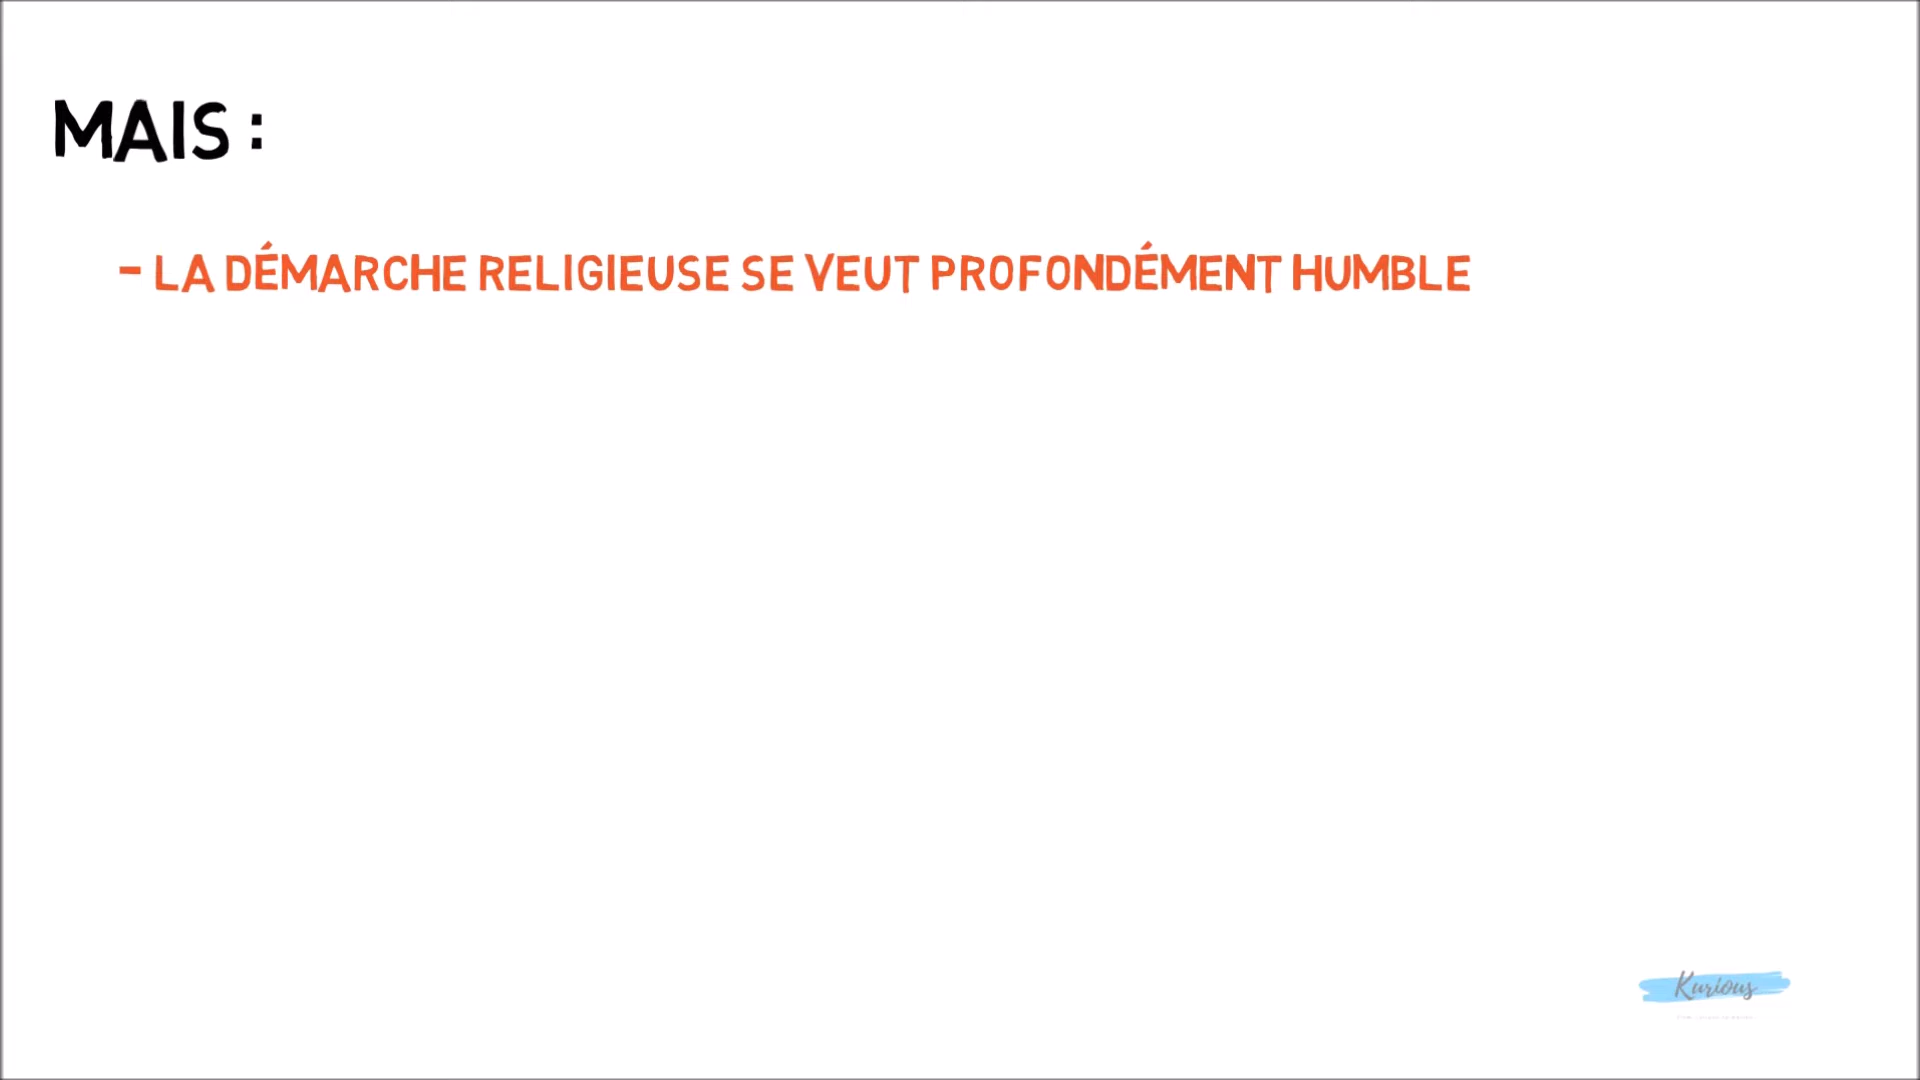 MAIS :
- LA DÉMARCHE RELIGIEUSE SE VEUT PROFONDÉMENT HUMBLE
Kurious